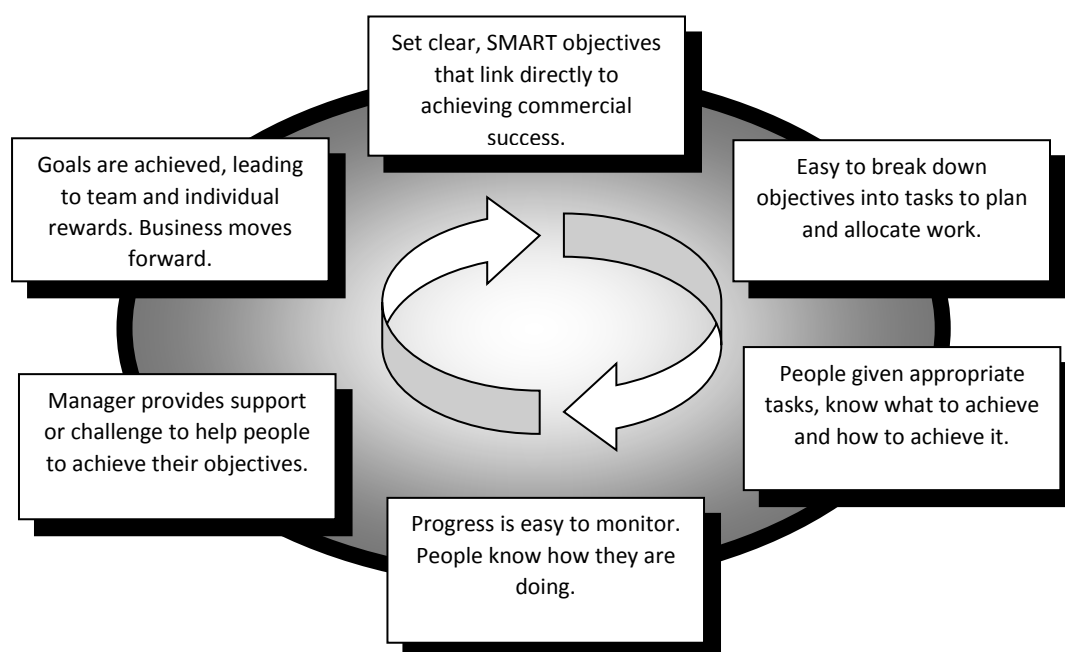 Set clear, SMART objectives
that link directly to
achieving commercial
success.
Easy to break down
objectives into tasks to plan
and allocate work.
People given appropriate
tasks, know what to achieve
and how to achieve it.
Progress is easy to monitor.
People know how they are
doing.
Manager provides support
or challenge to help people
to achieve their objectives.
Goals are achieved, leading
to team and individual
rewards. Business moves
forward.